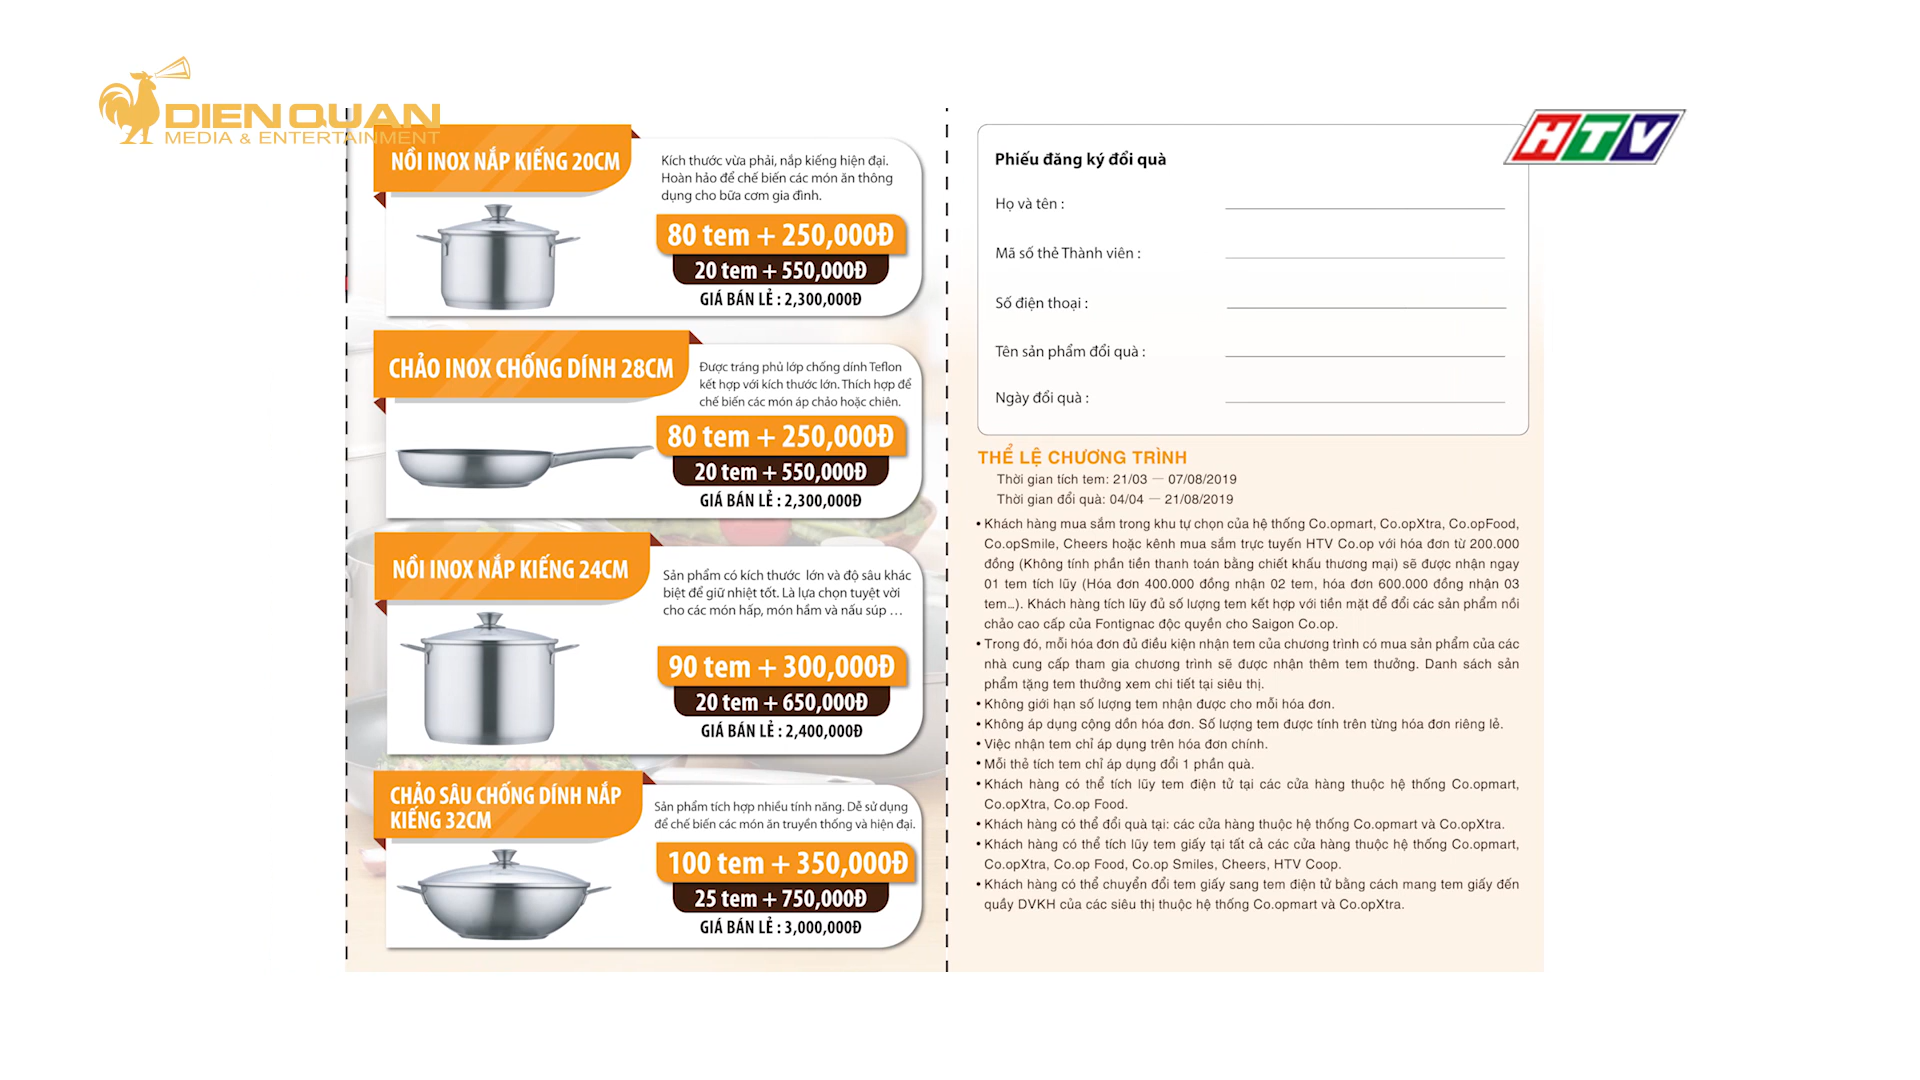 DIEN QUAN
MEDIA & ENTERTAINMENT
HTV
NỒI INOX NẮP KIẾNG 20CM
Kích thước vừa phải, nắp kiếng hiện đại.
Hoàn hảo để chế biến các món ăn thông
dụng cho bữa cơm gia đình.
80 tem + 250,000Đ
20 tem + 550,000Đ
GIÁ BÁN LẺ : 2,300,000Đ
CHẢO INOX CHỐNG DÍNH 28CM
Được tráng phủ lớp chống dính Teflon
kết hợp với kích thước lớn. Thích hợp để
chế biến các món áp chảo hoặc chiên.
80 tem + 250,000Đ
20 tem + 550,000Đ
GIÁ BÁN LẺ : 2,300,000Đ
NỒI INOX NẮP KIẾNG 24CM
Sản phẩm có kích thước lớn và độ sâu khác
biệt để giữ nhiệt tốt. Là lựa chọn tuyệt vời
cho các món hấp, món hầm và nấu súp ...
90 tem + 300,000Đ
20 tem + 650,000Đ
GIÁ BÁN LẺ : 2,400,000Đ
CHẢO SÂU CHỐNG DÍNH NẮP
KIẾNG 32CM
Sản phẩm tích hợp nhiều tính năng. Dễ sử dụng
để chế biến các món ăn truyền thống và hiện đại.
100 tem + 350,000Đ
25 tem + 750,000Đ
GIÁ BÁN LẺ : 3,000,000Đ
Phiếu đăng ký đổi quà
Họ và tên :
Mã số thẻ Thành viên :
Số điện thoại :
Tên sản phẩm đổi quà :
Ngày đổi quà :
THỂ LỆ CHƯƠNG TRÌNH
Thời gian tích tem: 21/03 — 07/08/2019
Thời gian đổi quà: 04/04 — 21/08/2019
• Khách hàng mua sắm trong khu tự chọn của hệ thống Co.opmart, Co.opXtra, Co.opFood,
Co.opSmile, Cheers hoặc kênh mua sắm trực tuyến HTV Co.op với hóa đơn từ 200.000
đồng (Không tính phần tiền thanh toán bằng chiết khấu thương mại) sẽ được nhận ngay
01 tem tích lũy (Hóa đơn 400.000 đồng nhận 02 tem, hóa đơn 600.000 đồng nhận 03
tem…). Khách hàng tích lũy đủ số lượng tem kết hợp với tiền mặt để đổi các sản phẩm nồi
chảo cao cấp của Fontignac độc quyền cho Saigon Co.op.
• Trong đó, mỗi hóa đơn đủ điều kiện nhận tem của chương trình có mua sản phẩm của các
nhà cung cấp tham gia chương trình sẽ được nhận thêm tem thưởng. Danh sách sản
phẩm tặng tem thưởng xem chi tiết tại siêu thị.
• Không giới hạn số lượng tem nhận được cho mỗi hóa đơn.
• Không áp dụng cộng dồn hóa đơn. Số lượng tem được tính trên từng hóa đơn riêng lẻ.
• Việc nhận tem chỉ áp dụng trên hóa đơn chính.
• Mỗi thẻ tích tem chỉ áp dụng đổi 1 phần quà.
• Khách hàng có thể tích lũy tem điện tử tại các cửa hàng thuộc hệ thống Co.opmart,
Co.opXtra, Co.op Food.
• Khách hàng có thể đổi quà tại: các cửa hàng thuộc hệ thống Co.opmart và Co.opXtra.
• Khách hàng có thể tích lũy tem giấy tại tất cả các cửa hàng thuộc hệ thống Co.opmart,
Co.opXtra, Co.op Food, Co.op Smiles, Cheers, HTV Coop.
• Khách hàng có thể chuyển đổi tem giấy sang tem điện tử bằng cách mang tem giấy đến
quầy DVKH của các siêu thị thuộc hệ thống Co.opmart và Co.opXtra.